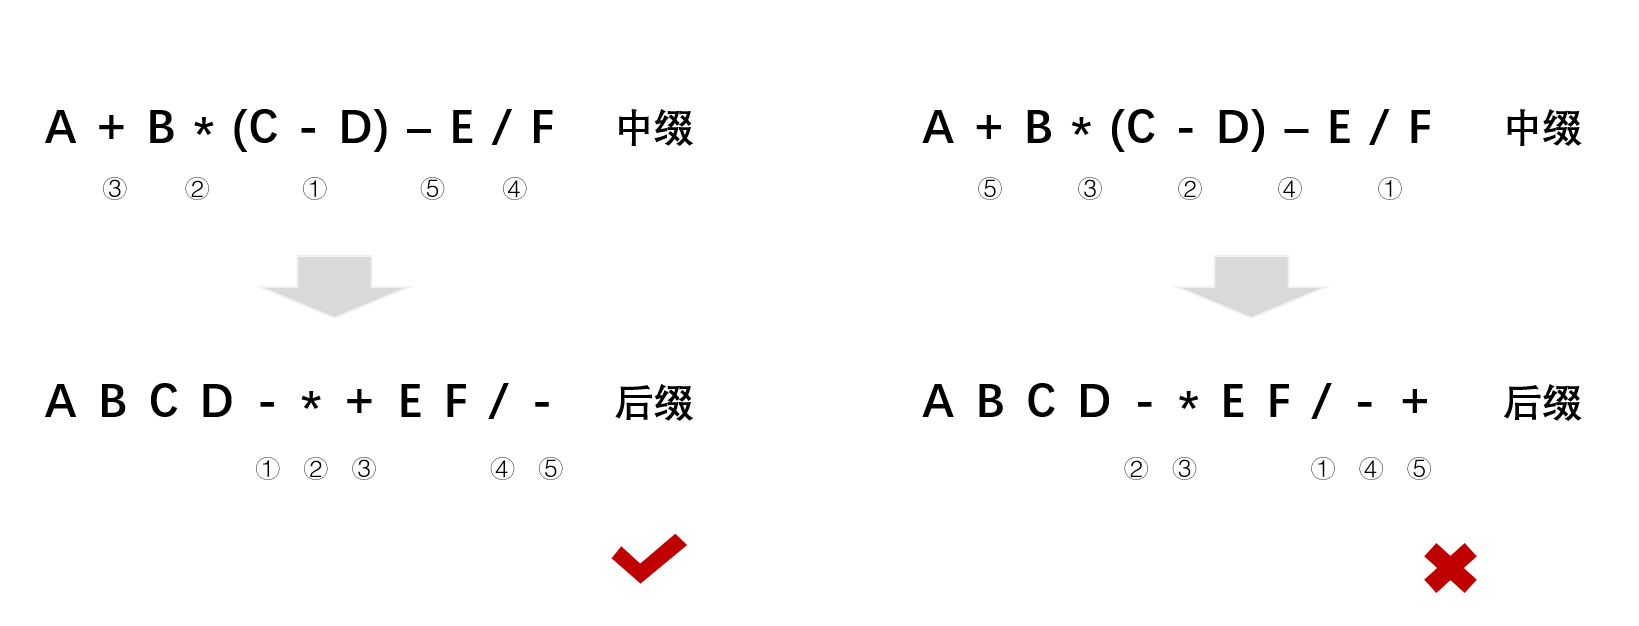 A + B * (C - D) – E / F 中缀
③ ② ① ⑤ ④
A B C D - * + E F / - 后缀
① ② ③ ④ ⑤
A + B * (C - D) – E / F 中缀
⑤ ③ ② ④ ①
A B C D - * E F / - + 后缀
② ③ ① ④ ⑤